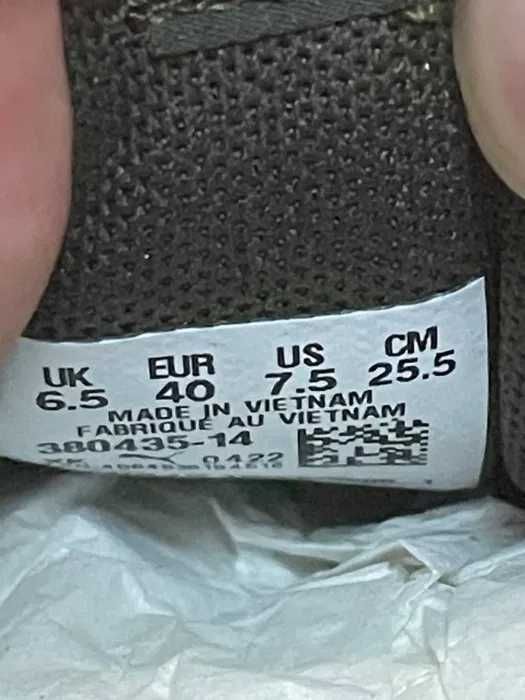 UK EUR US CM
6.5 40 7.5 25.5
MADE IN VIETNAM
FABRIQUÉ AU VIETNAM
380435-14
0422